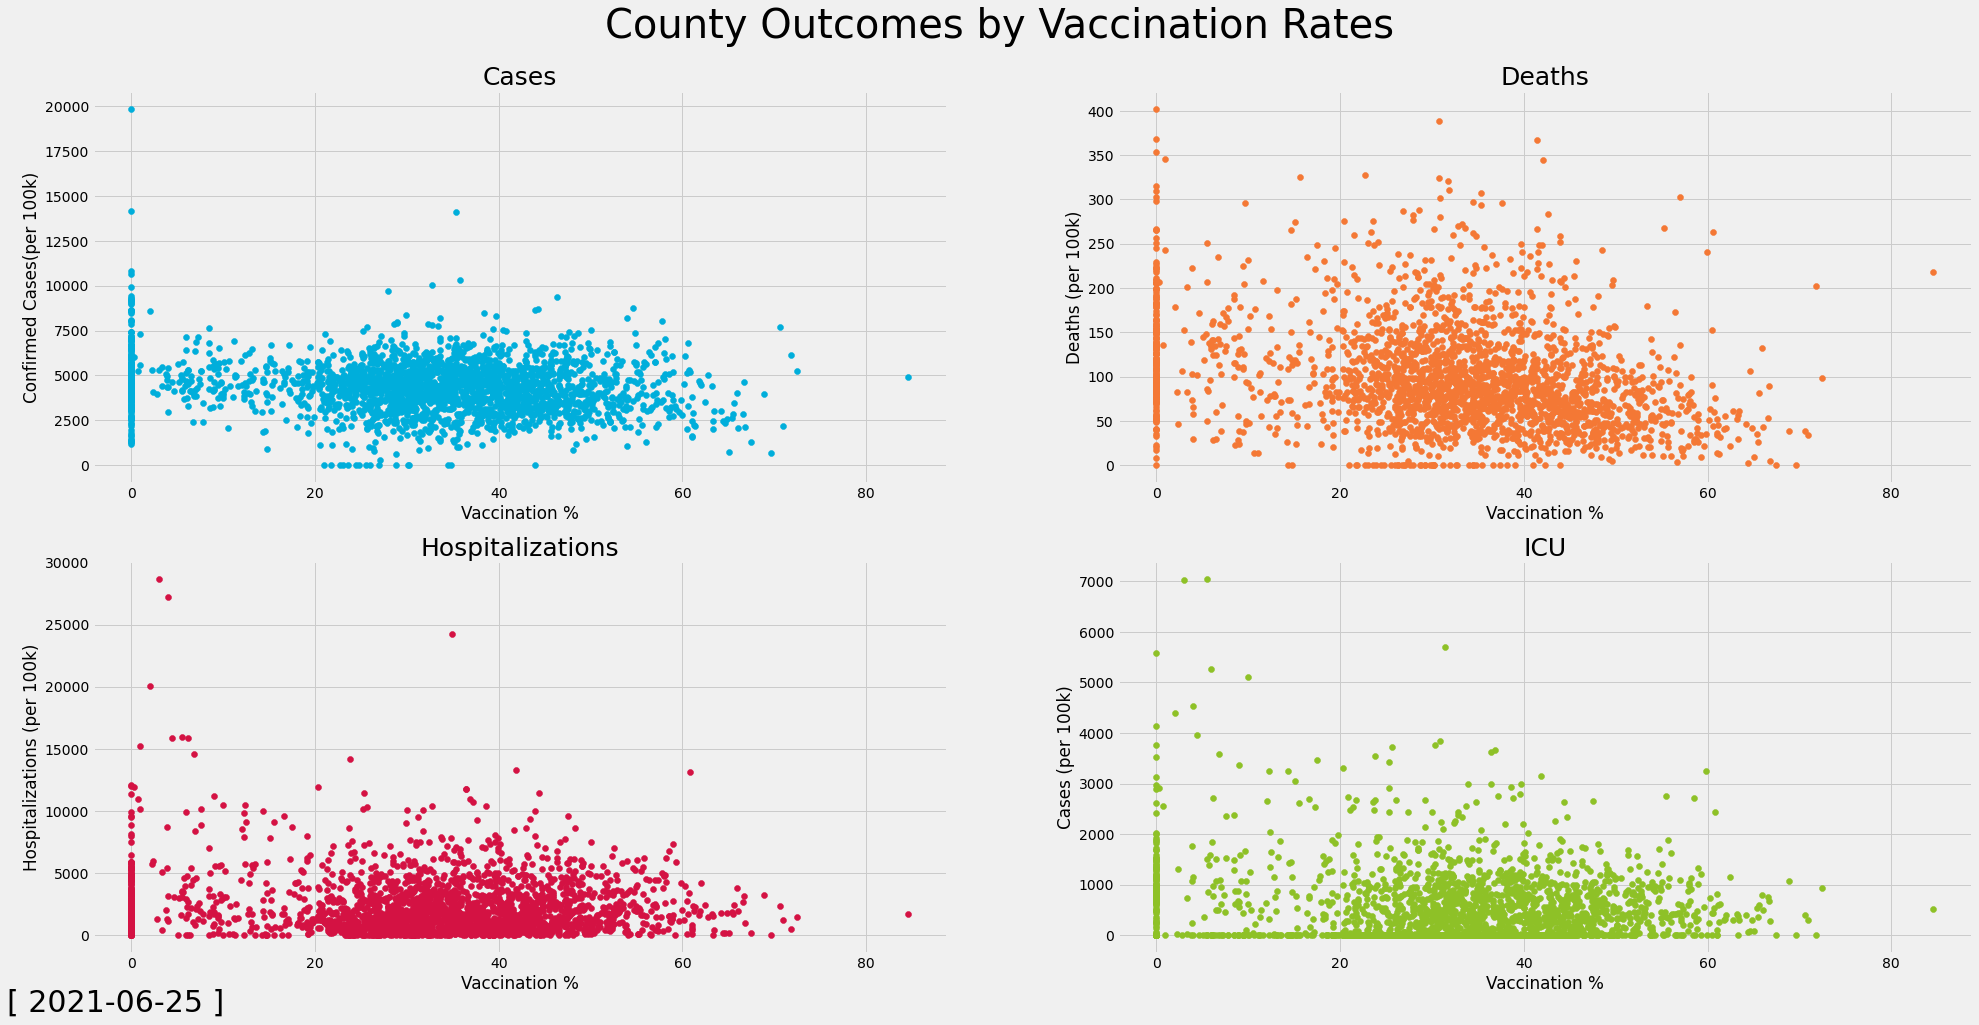 County Outcomes by Vaccination Rates
Cases
Confirmed Cases(per 100k)
20000
17500
15000
12500
10000
7500
5000
2500
0
0 20 40 60 80
Vaccination %
Deaths
Deaths (per 100k)
400
350
300
250
200
150
100
50
0
0 20 40 60 80
Vaccination %
Hospitalizations
Hospitalizations (per 100k)
30000
25000
20000
15000
10000
5000
0
0 20 40 60 80
Vaccination %
ICU
Cases (per 100k)
7000
6000
5000
4000
3000
2000
1000
0
0 20 40 60 80
Vaccination %
[ 2021-06-25 ]